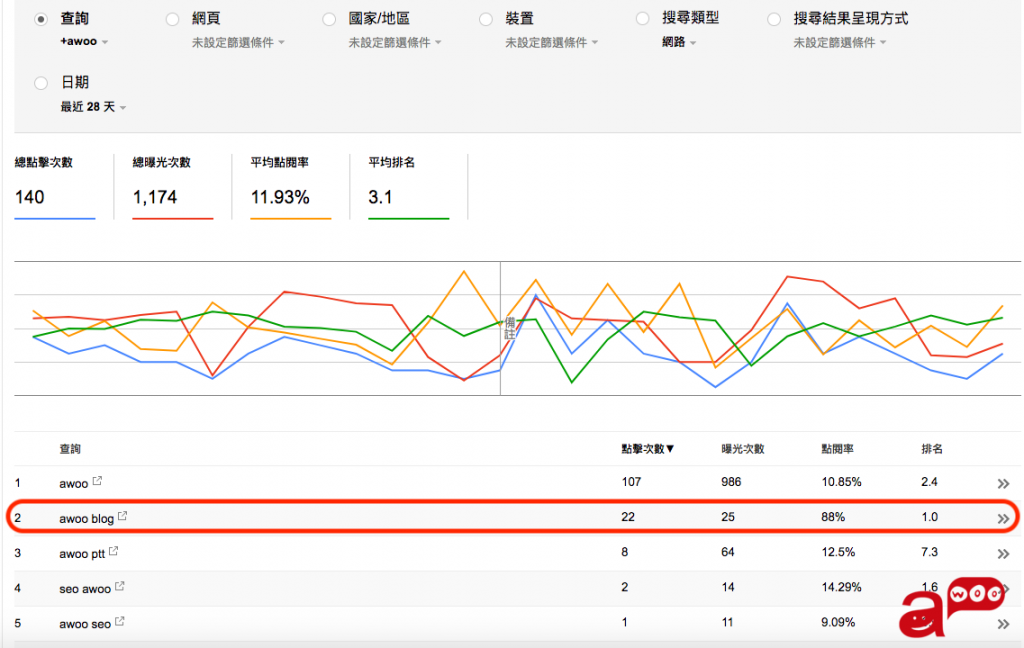 查詢 網頁 國家/地區 裝置 搜尋類型 搜尋結果呈現方式
+awoo 未設定篩選條件 未設定篩選條件 未設定篩選條件 網路 未設定篩選條件
日期
最近 28 天
總點擊次數 總曝光次數 平均點閱率 平均排名
140 1,174 11.93% 3.1
備註
查詢 點擊次數▼ 曝光次數 點閱率 排名
1 awoo 107 986 10.85% 2.4 »
2 awoo blog 22 25 88% 1.0 »
3 awoo ptt 8 64 12.5% 7.3 »
4 seo awoo 2 14 14.29% 1.6 »
5 awoo seo 1 11 9.09% »
awoo